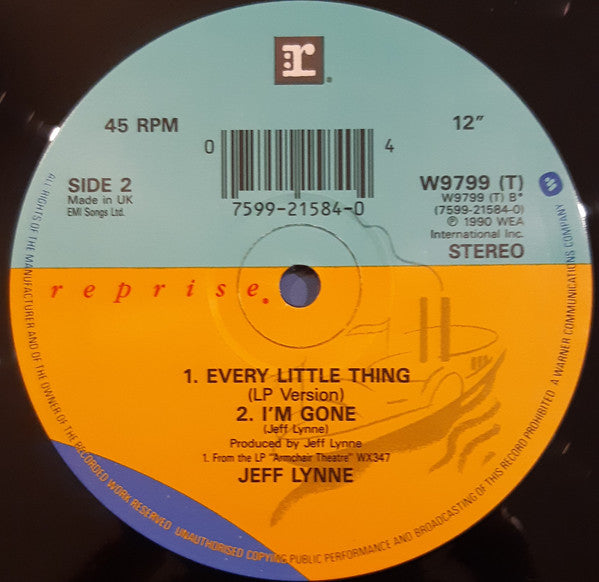 r
45 RPM
12"
0
4
7599-21584-0
SIDE 2
Made in UK
EMI Songs Ltd.
W9799 (T)
W9799 (T) B*
(7599-21584-0)
℗ 1990 WEA
International Inc.
STEREO
reprise
1. EVERY LITTLE THING
(LP Version)
2. I'M GONE
(Jeff Lynne)
Produced by Jeff Lynne
1. From the LP "Armchair Theatre" WX347
JEFF LYNNE
ALL RIGHTS OF THE MANUFACTURER AND OF THE OWNER OF THE RECORDED WORK RESERVED UNAUTHORISED COPYING PUBLIC PERFORMANCE AND BROADCASTING OF THIS RECORD PROHIBITED A WARNER COMMUNICATIONS COMPANY